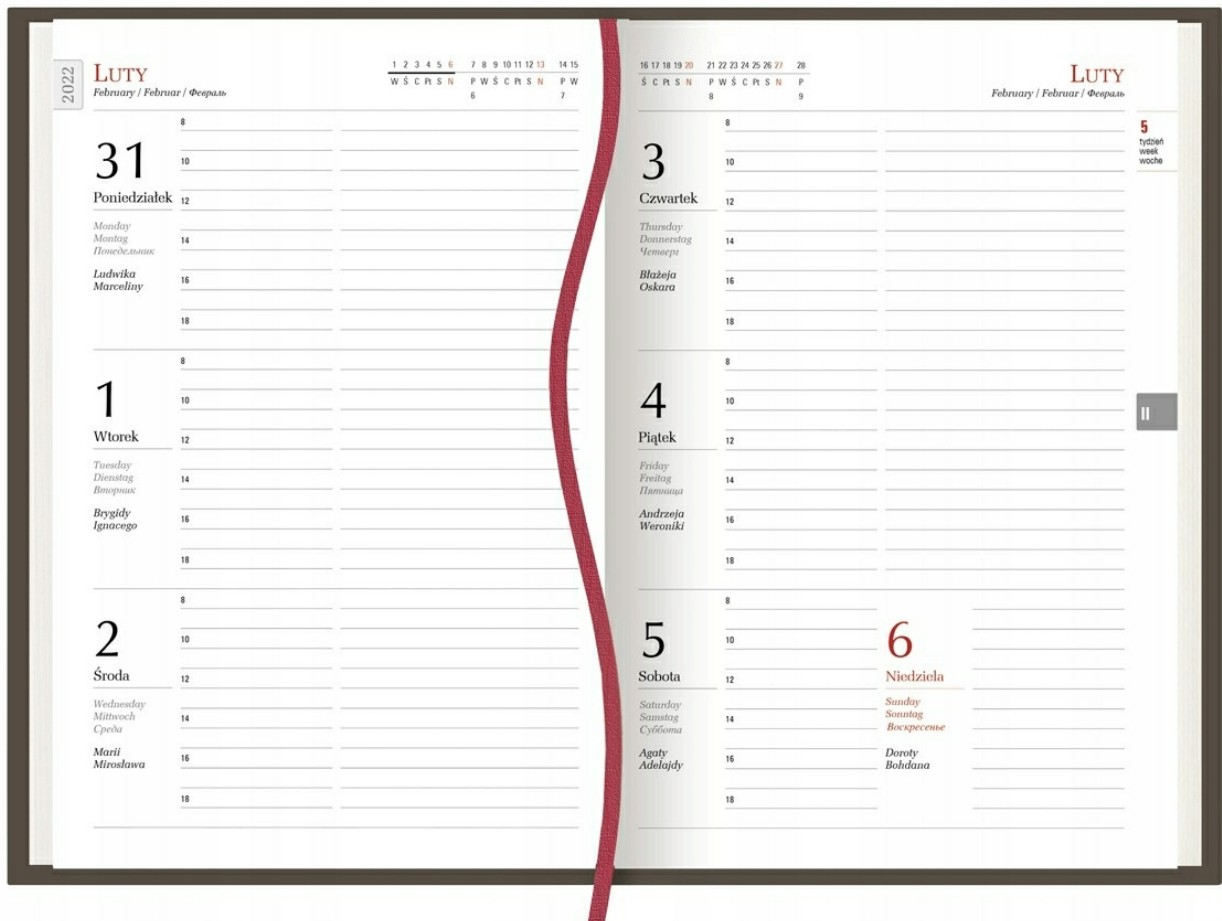 2022
LUTY
February / Februar / Февраль
1 2 3 4 5 6 7 8 9 10 11 12 13 14 15
W Ś C Pt S N P W Ś C Pt S N P W
6 7
31
Poniedziałek
Monday
Montag
Понедельник
Ludwika
Marceliny
8
10
12
14
16
18
1
Wtorek
Tuesday
Dienstag
Вторник
Brygidy
Ignacego
8
10
12
14
16
18
2
Środa
Wednesday
Mittwoch
Среда
Marii
Mirosława
8
10
12
14
16
18
16 17 18 19 20 21 22 23 24 25 26 27 28
Ś C Pt S N P W Ś C Pt S N P
8 9
LUTY
February / Februar / Февраль
5
tydzień
week
woche
3
Czwartek
Thursday
Donnerstag
Четверг
Błażeja
Oskara
8
10
12
14
16
18
4
Piątek
Friday
Freitag
Пятница
Andrzeja
Weroniki
8
10
12
14
16
18
II
5
Sobota
Saturday
Samstag
Суббота
Agaty
Adelajdy
8
10
12
14
16
18
6
Niedziela
Sunday
Sonntag
Воскресенье
Doroty
Bohdana